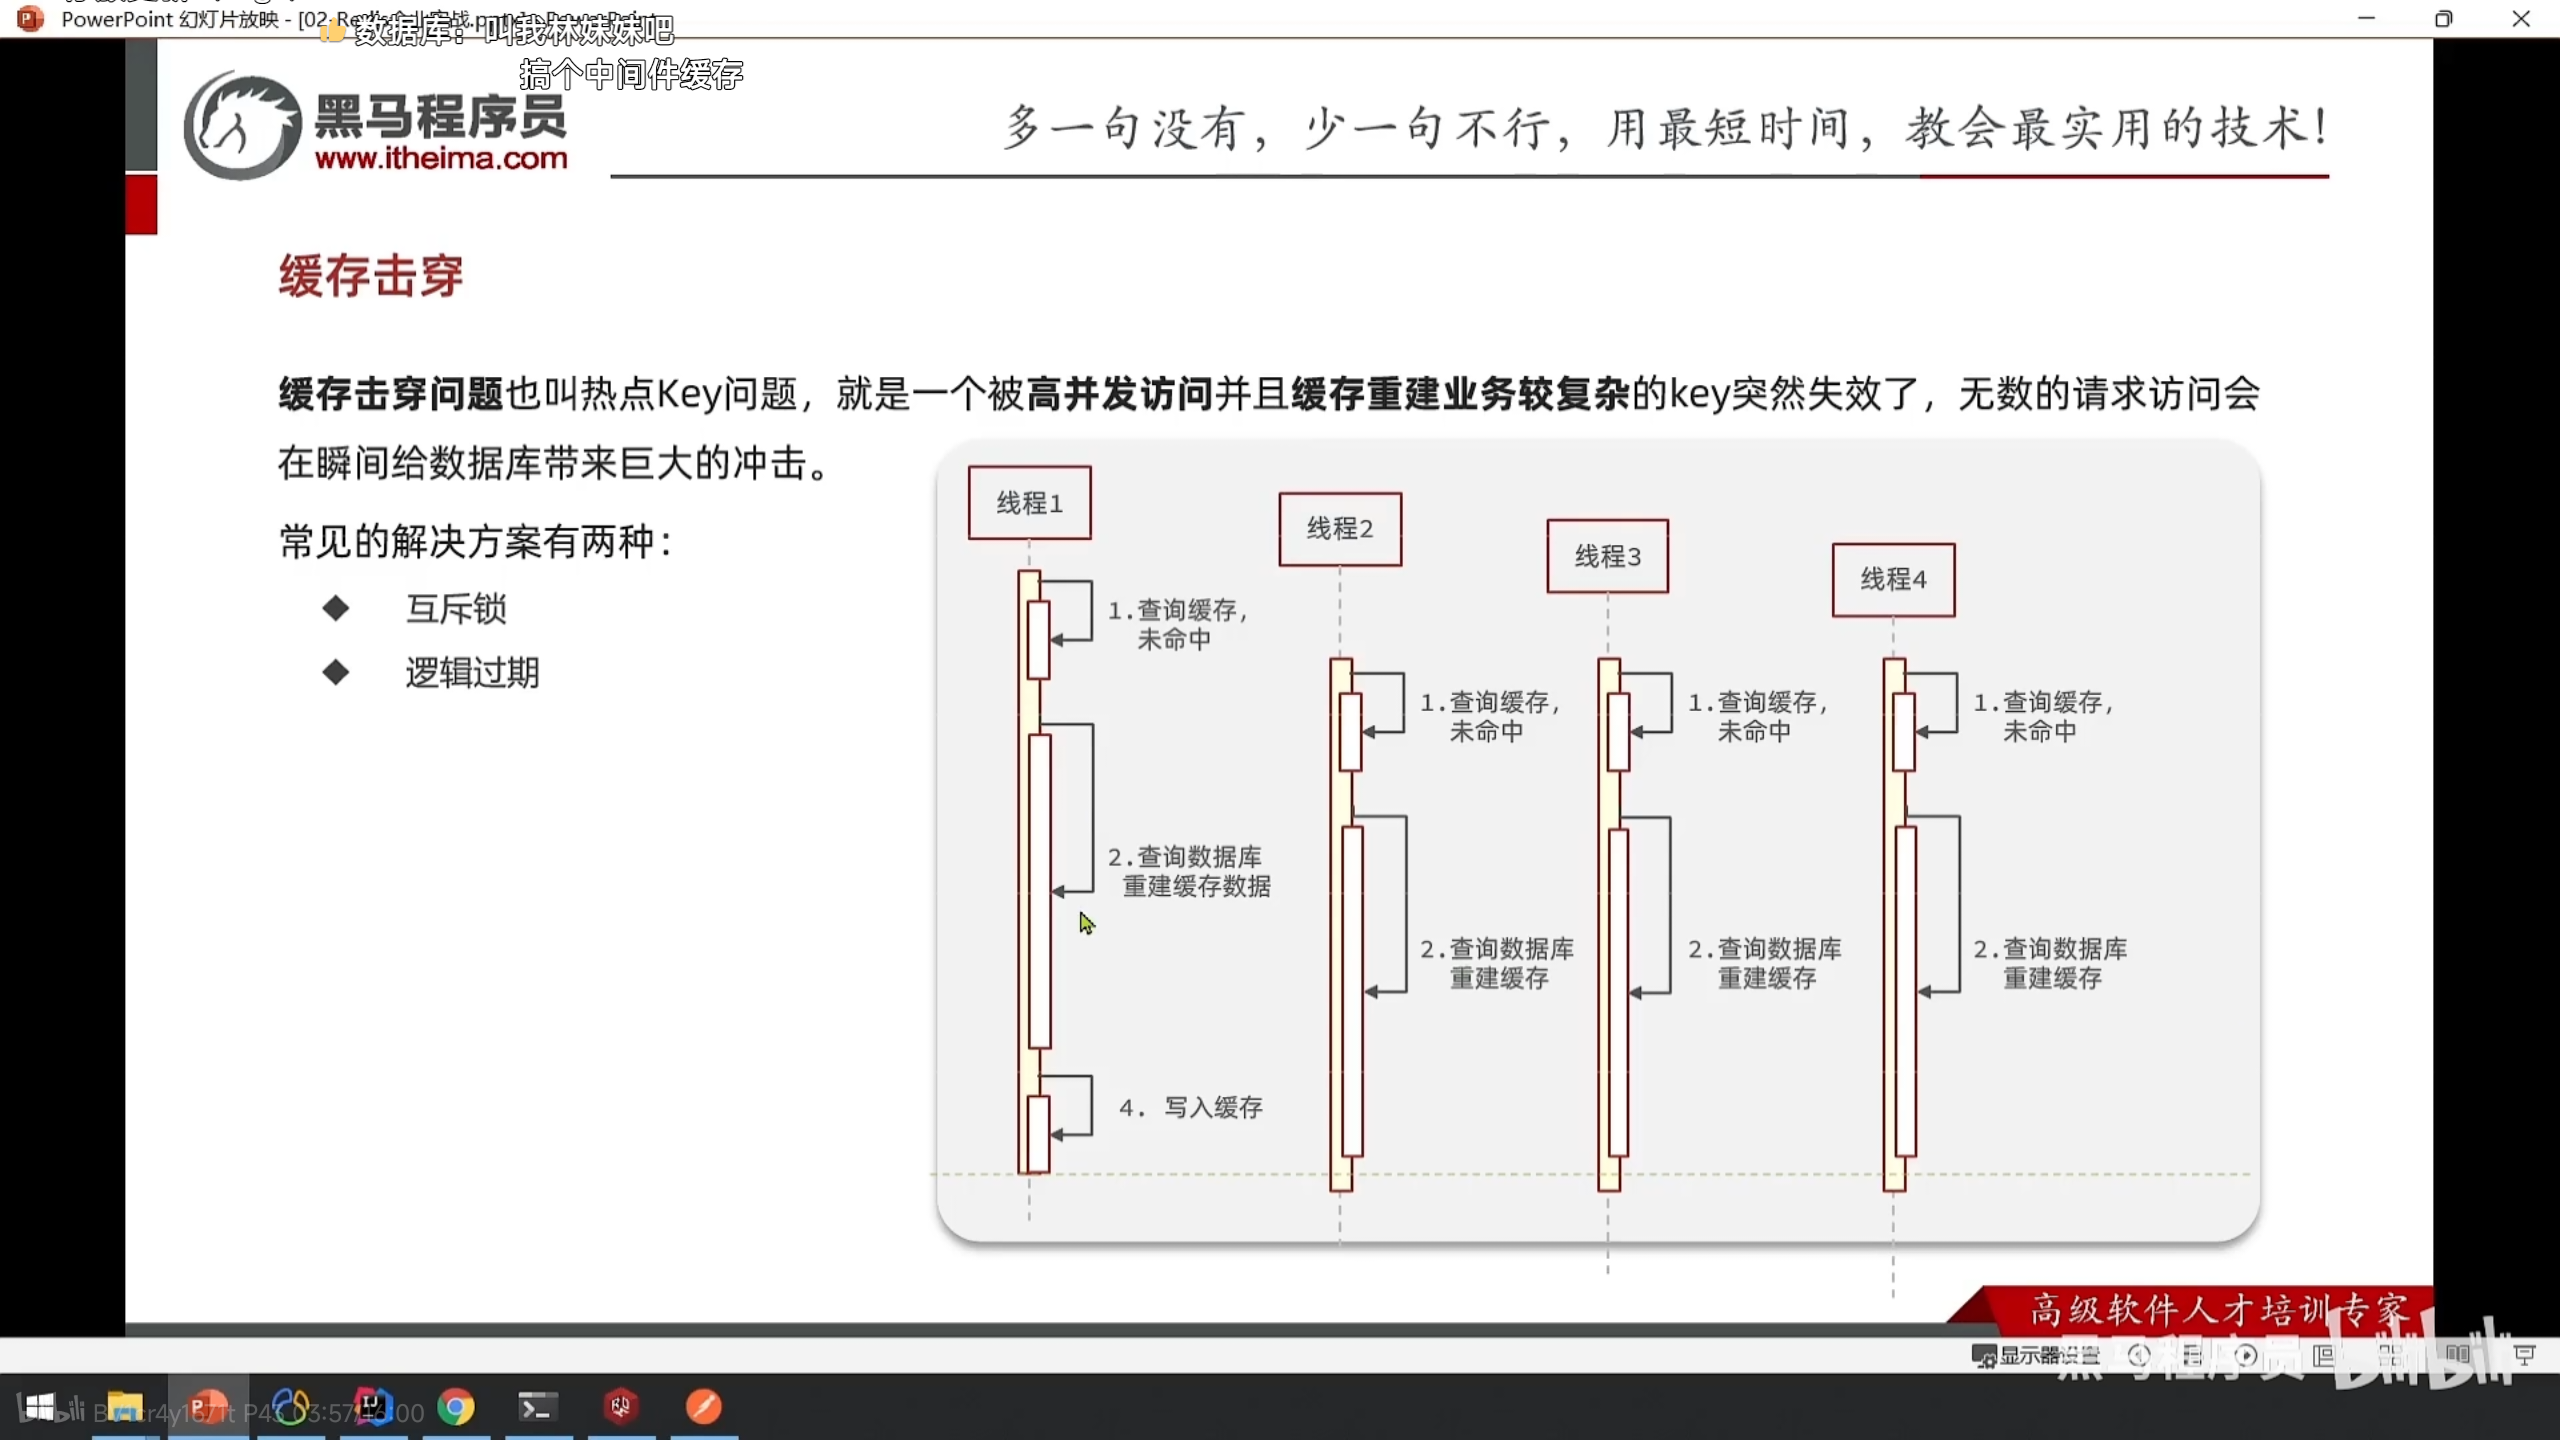 PowerPoint 幻灯片放映 - [02-Re
数据库：叫我林妹妹吧
搞个中间件缓存
黑马程序员
www.itheima.com
多一句没有，少一句不行，用最短时间，教会最实用的技术！
缓存击穿
缓存击穿问题也叫热点Key问题，就是一个被高并发访问并且缓存重建业务较复杂的key突然失效了，无数的请求访问会
在瞬间给数据库带来巨大的冲击。
常见的解决方案有两种：
◆ 互斥锁
◆ 逻辑过期
线程1
1.查询缓存，
未命中
2.查询数据库
重建缓存数据
4. 写入缓存
线程2
1.查询缓存，
未命中
2.查询数据库
重建缓存
线程3
1.查询缓存，
未命中
2.查询数据库
重建缓存
线程4
1.查询缓存，
未命中
2.查询数据库
重建缓存
高级软件人才培训专家
显示器设置
黑马程序员 bilibili